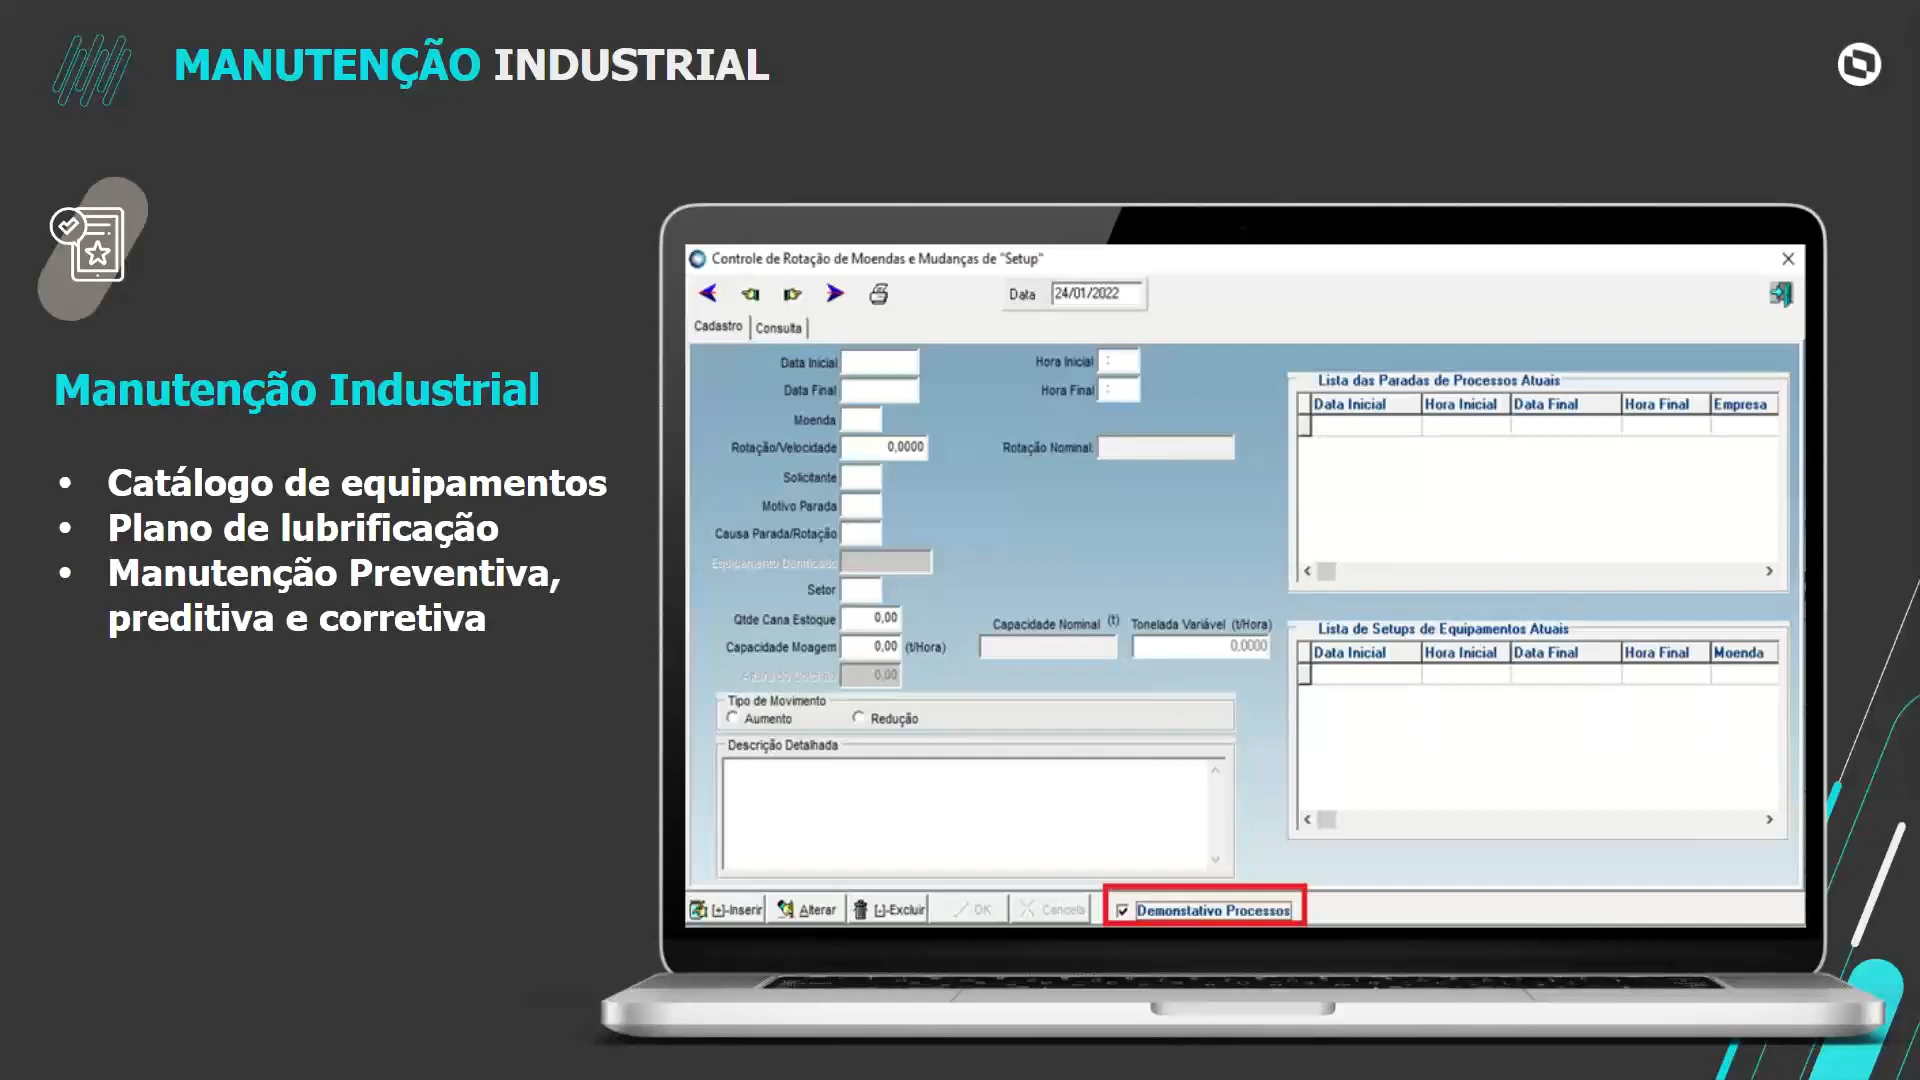 MANUTENÇÃO INDUSTRIAL
Manutenção Industrial
• Catálogo de equipamentos
• Plano de lubrificação
• Manutenção Preventiva,
preditiva e corretiva
Controle de Rotação de Moendas e Mudanças de "Setup"
Data 24/01/2022
Cadastro Consulta
Data Inicial Hora Inicial :
Data Final Hora Final :
Moenda
Rotação/Velocidade 0,0000 Rotação Nominal
Solicitante
Motivo Parada
Causa Parada/Rotação
Equipamento Danificado
Setor
Qtde Cana Estoque 0,00 Capacidade Nominal (t) Tonelada Variável (t/Hora)
Capacidade Moagem 0,00 (t/Hora) 0,0000
0,00
Tipo de Movimento
Aumento Redução
Descrição Detalhada
Lista das Paradas de Processos Atuais
Data Inicial Hora Inicial Data Final Hora Final Empresa
Lista de Setups de Equipamentos Atuais
Data Inicial Hora Inicial Data Final Hora Final Moenda
[+]-Inserir Alterar [-]-Excluir OK Cancela Demonstativo Processos